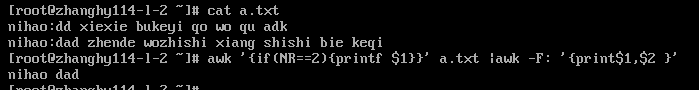 [root@zhanghy114-l-2 ~]# cat a.txt
nihao:dd xiexie bukeyi qo wo qu adk
nihao:dad zhende wozhishi xiang shishi bie keqi
[root@zhanghy114-l-2 ~]# awk '{if(NR==2){printf $1}}' a.txt |awk -F: '{print$1,$2 }'
nihao dad
[root@zhanghy114-l-2 ~]#